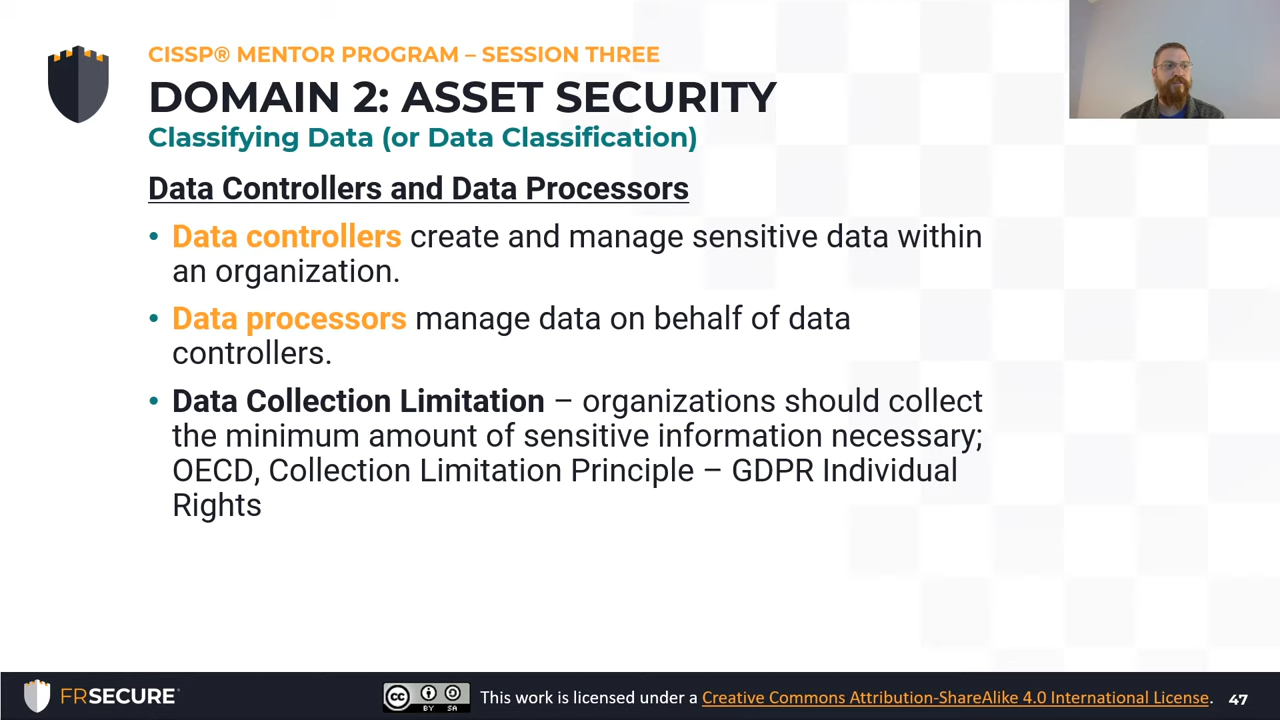 CISSP® MENTOR PROGRAM – SESSION THREE
DOMAIN 2: ASSET SECURITY
Classifying Data (or Data Classification)
Data Controllers and Data Processors
• Data controllers create and manage sensitive data within
an organization.
• Data processors manage data on behalf of data
controllers.
• Data Collection Limitation – organizations should collect
the minimum amount of sensitive information necessary;
OECD, Collection Limitation Principle – GDPR Individual
Rights
FRSECURE
cc BY SA
This work is licensed under a Creative Commons Attribution-ShareAlike 4.0 International License.
47